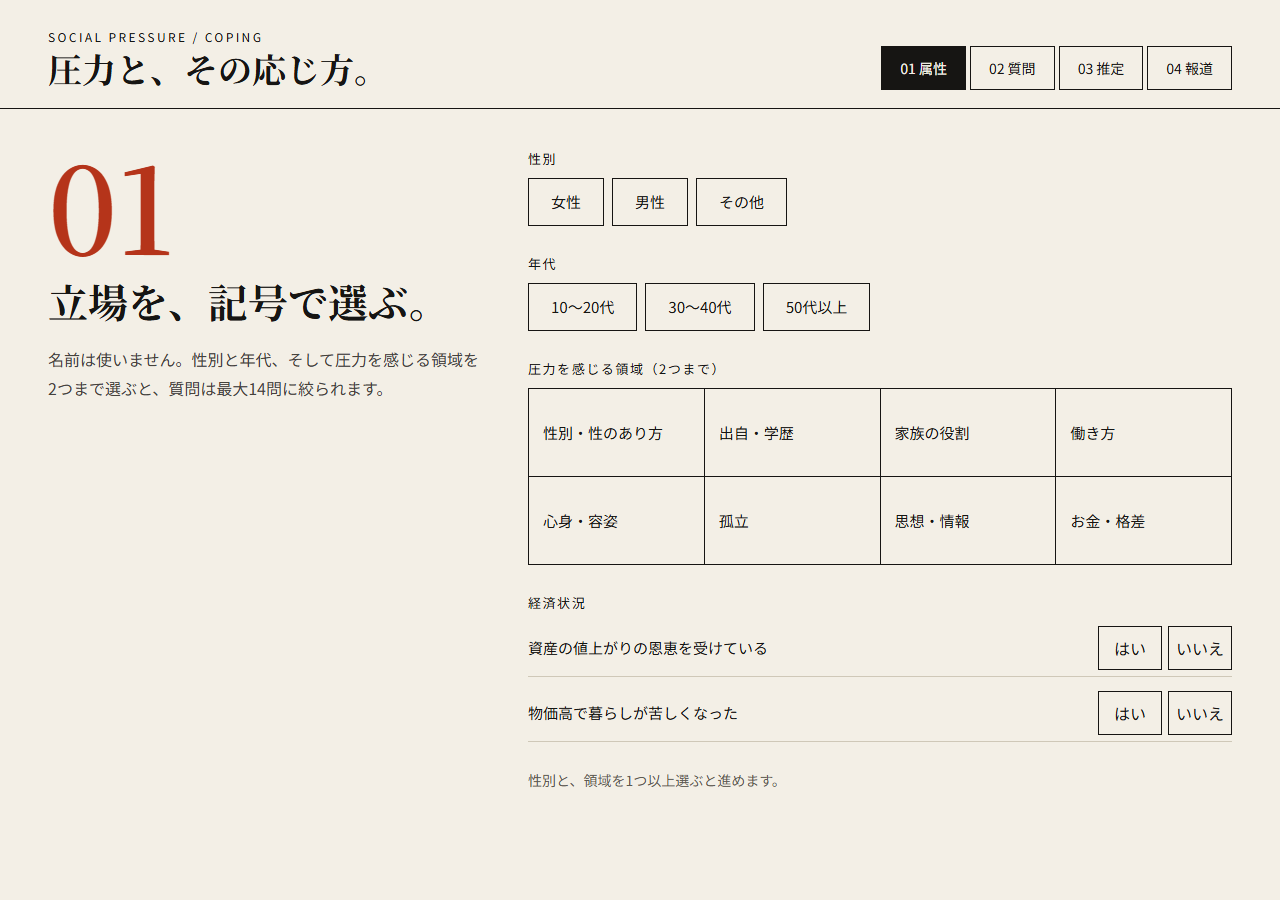 SOCIAL PRESSURE / COPING
圧力と、その応じ方。
01 属性
02 質問
03 推定
04 報道
01
立場を、記号で選ぶ。
名前は使いません。性別と年代、そして圧力を感じる領域を
2つまで選ぶと、質問は最大14問に絞られます。
性別
女性
男性
その他
年代
10〜20代
30〜40代
50代以上
圧力を感じる領域（2つまで）
性別・性のあり方
出自・学歴
家族の役割
働き方
心身・容姿
孤立
思想・情報
お金・格差
経済状況
資産の値上がりの恩恵を受けている
はい
いいえ
物価高で暮らしが苦しくなった
はい
いいえ
性別と、領域を1つ以上選ぶと進めます。